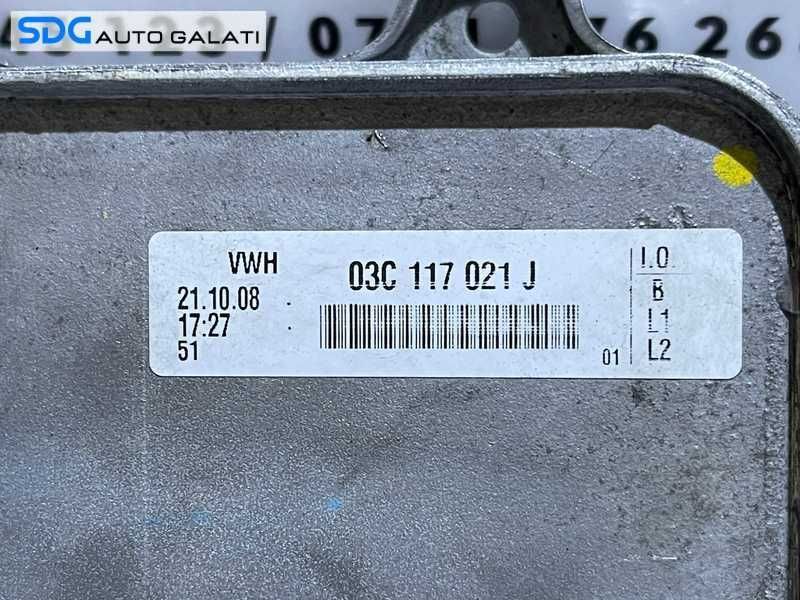 SDG AUTO GALATI
VWH
03C 117 021 J
I.O.
21.10.08
B
17:27
L1
51
01
L2